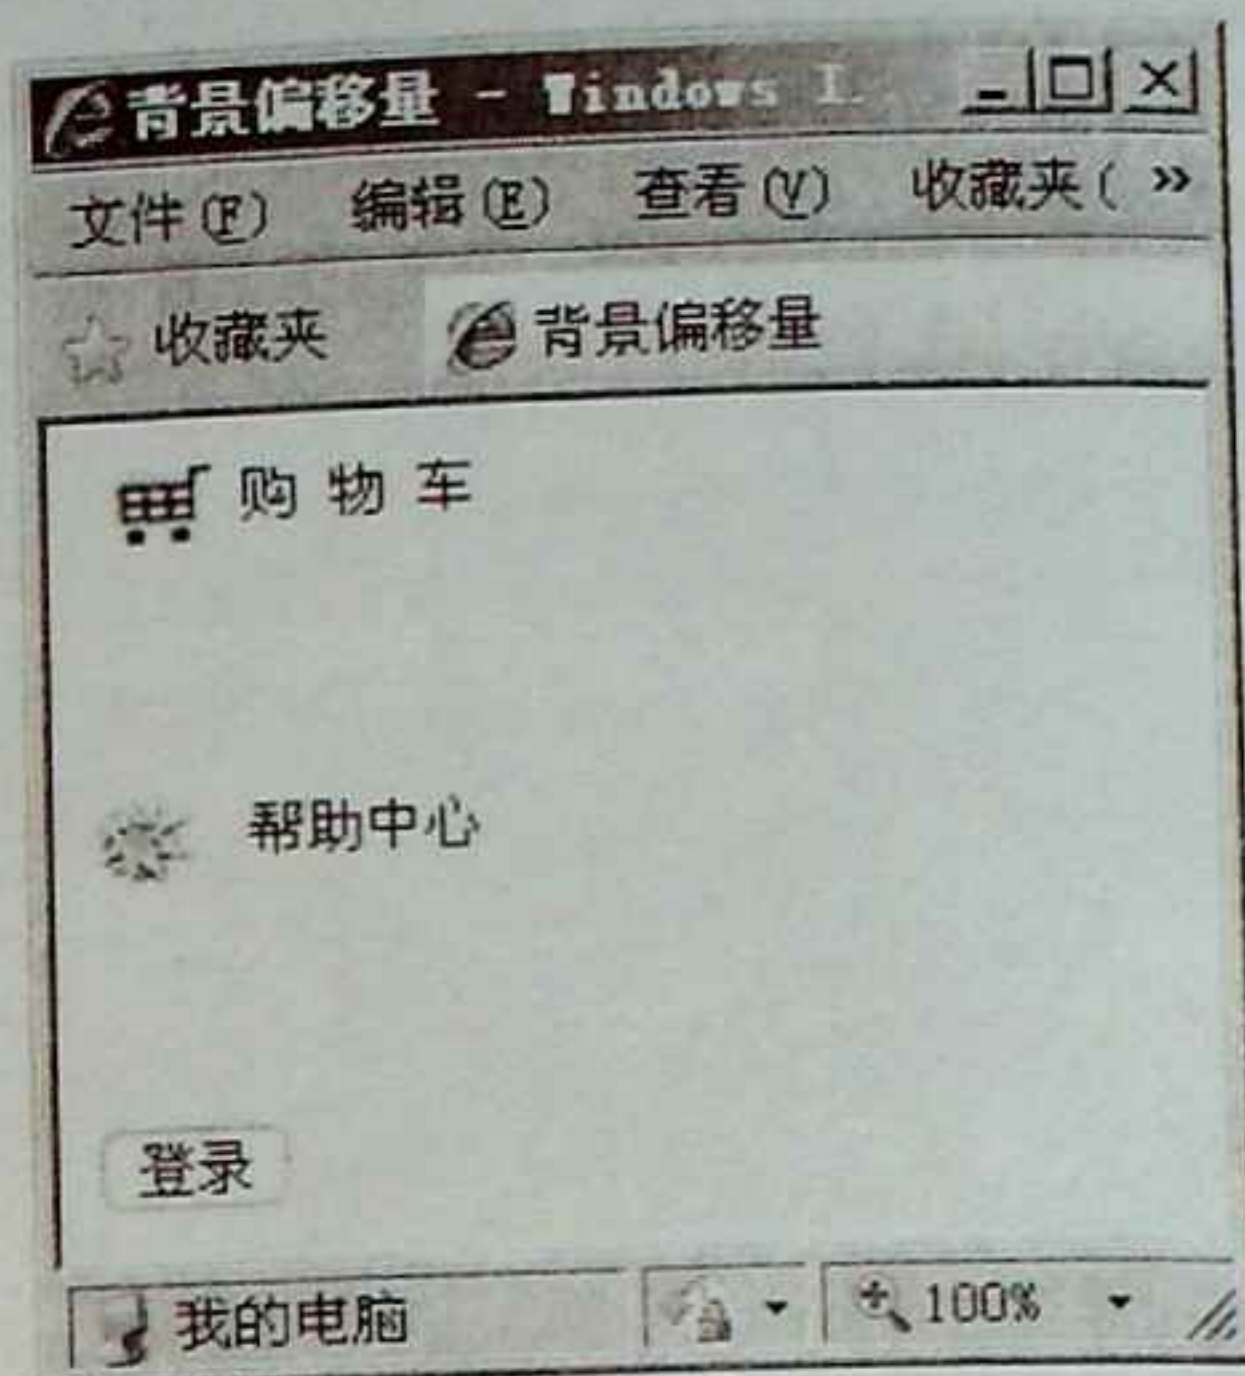 背景偏移量 - Windows I...
文件(F) 编辑(E) 查看(V) 收藏夹( »
收藏夹 背景偏移量
购 物 车
帮助中心
登录
我的电脑 100%